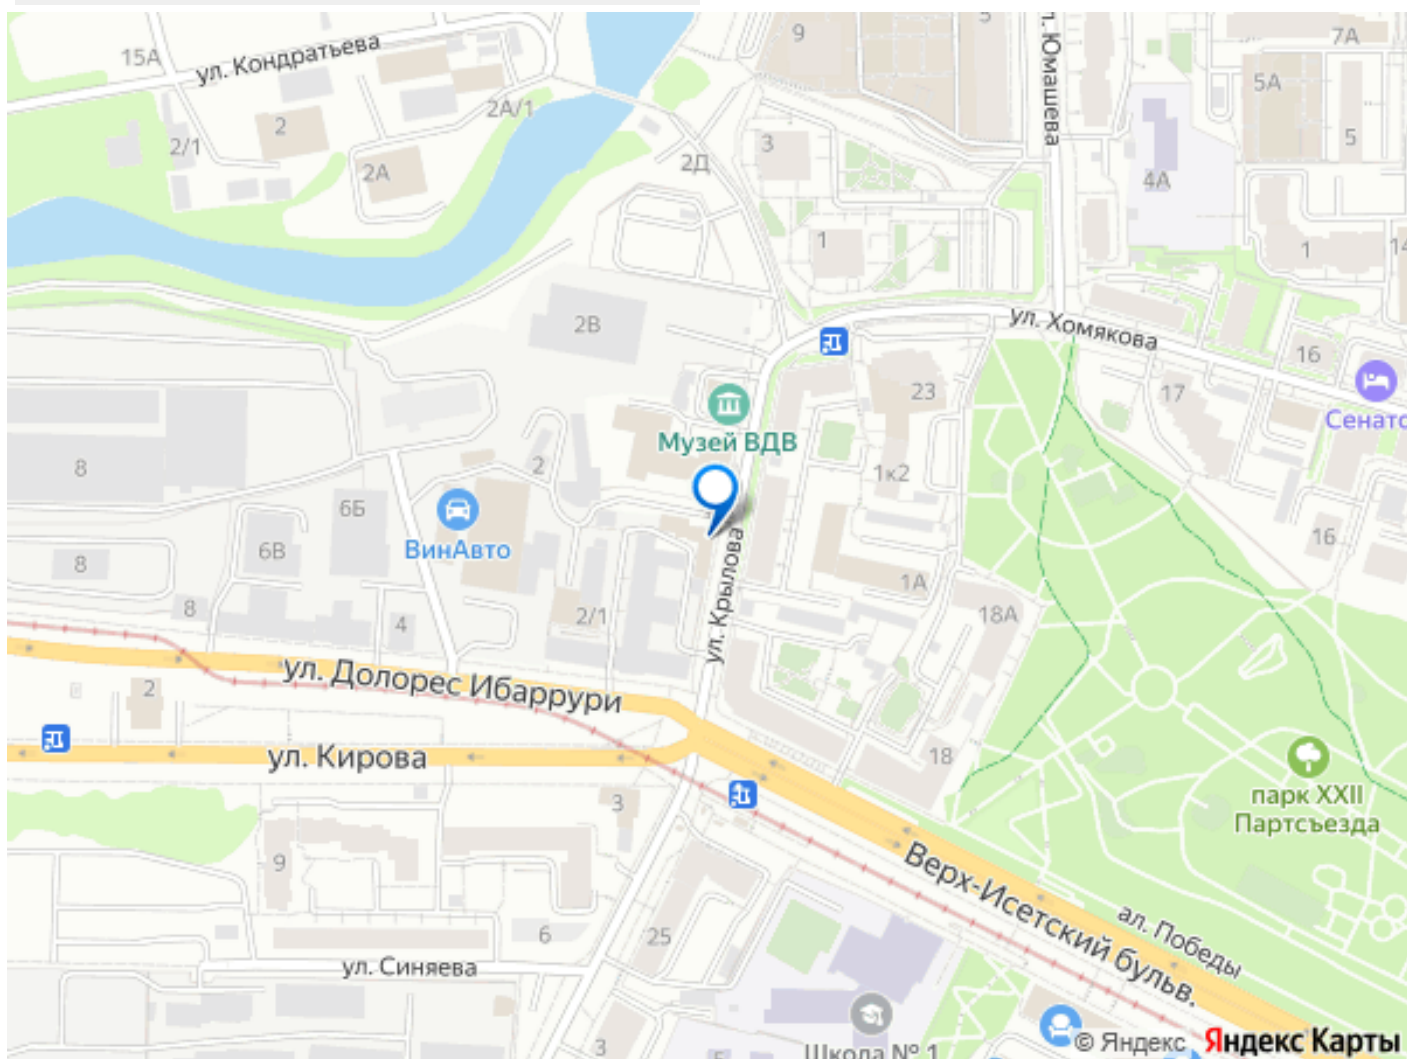 9
5
ул. Юмашева
7А
15А
ул. Кондратьева
5А
2А/1
2
2/1
3
5
2Д
2А
4А
1
1
14
2В
ул. Хомякова
16
23
17
Сенато
Музей ВДВ
8
2
1к2
6Б
16
ВинАвто
6В
8
ул. Крылова
1А
8
4
2/1
18А
ул. Долорес Ибаррури
2
ул. Кирова
18
парк XXII
Партсъезда
3
9
Верх-Исетский бульв.
ал. Победы
6
25
ул. Синяева
3
Школа № 1
© Яндекс Яндекс Карты